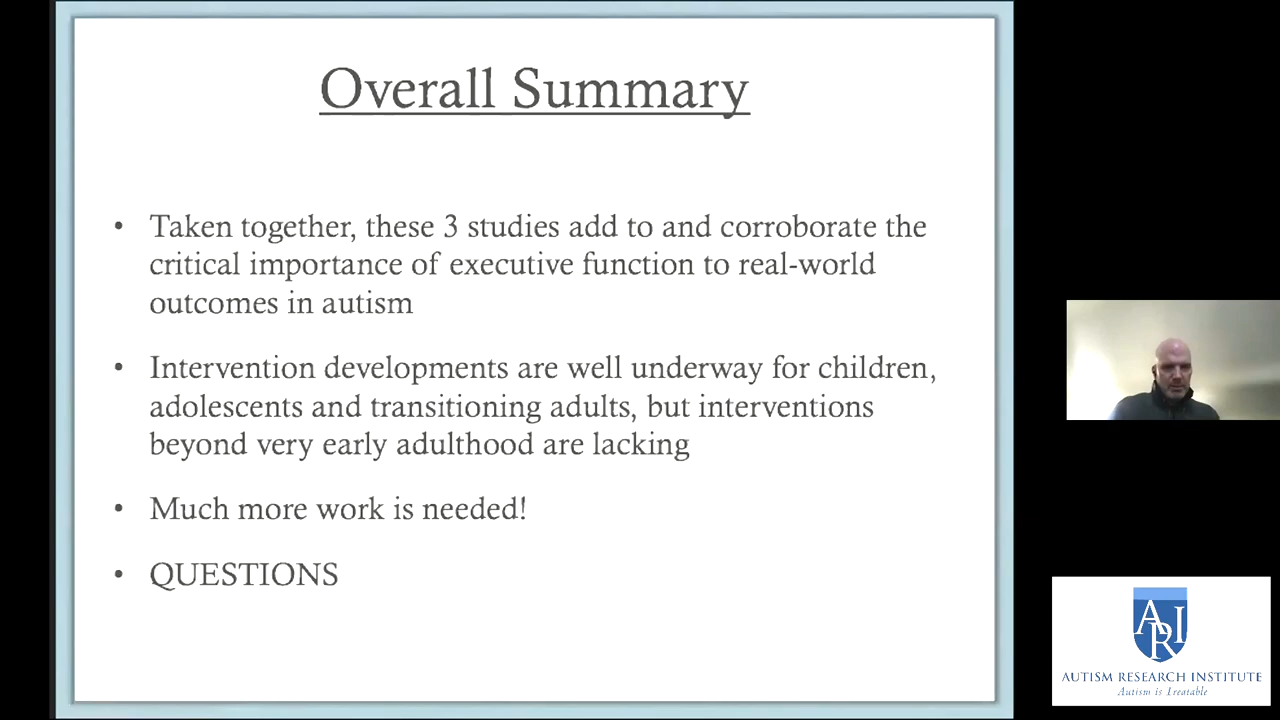 Overall Summary
• Taken together, these 3 studies add to and corroborate the
critical importance of executive function to real-world
outcomes in autism
• Intervention developments are well underway for children,
adolescents and transitioning adults, but interventions
beyond very early adulthood are lacking
• Much more work is needed!
• QUESTIONS
ARI
AUTISM RESEARCH INSTITUTE
Autism is Treatable